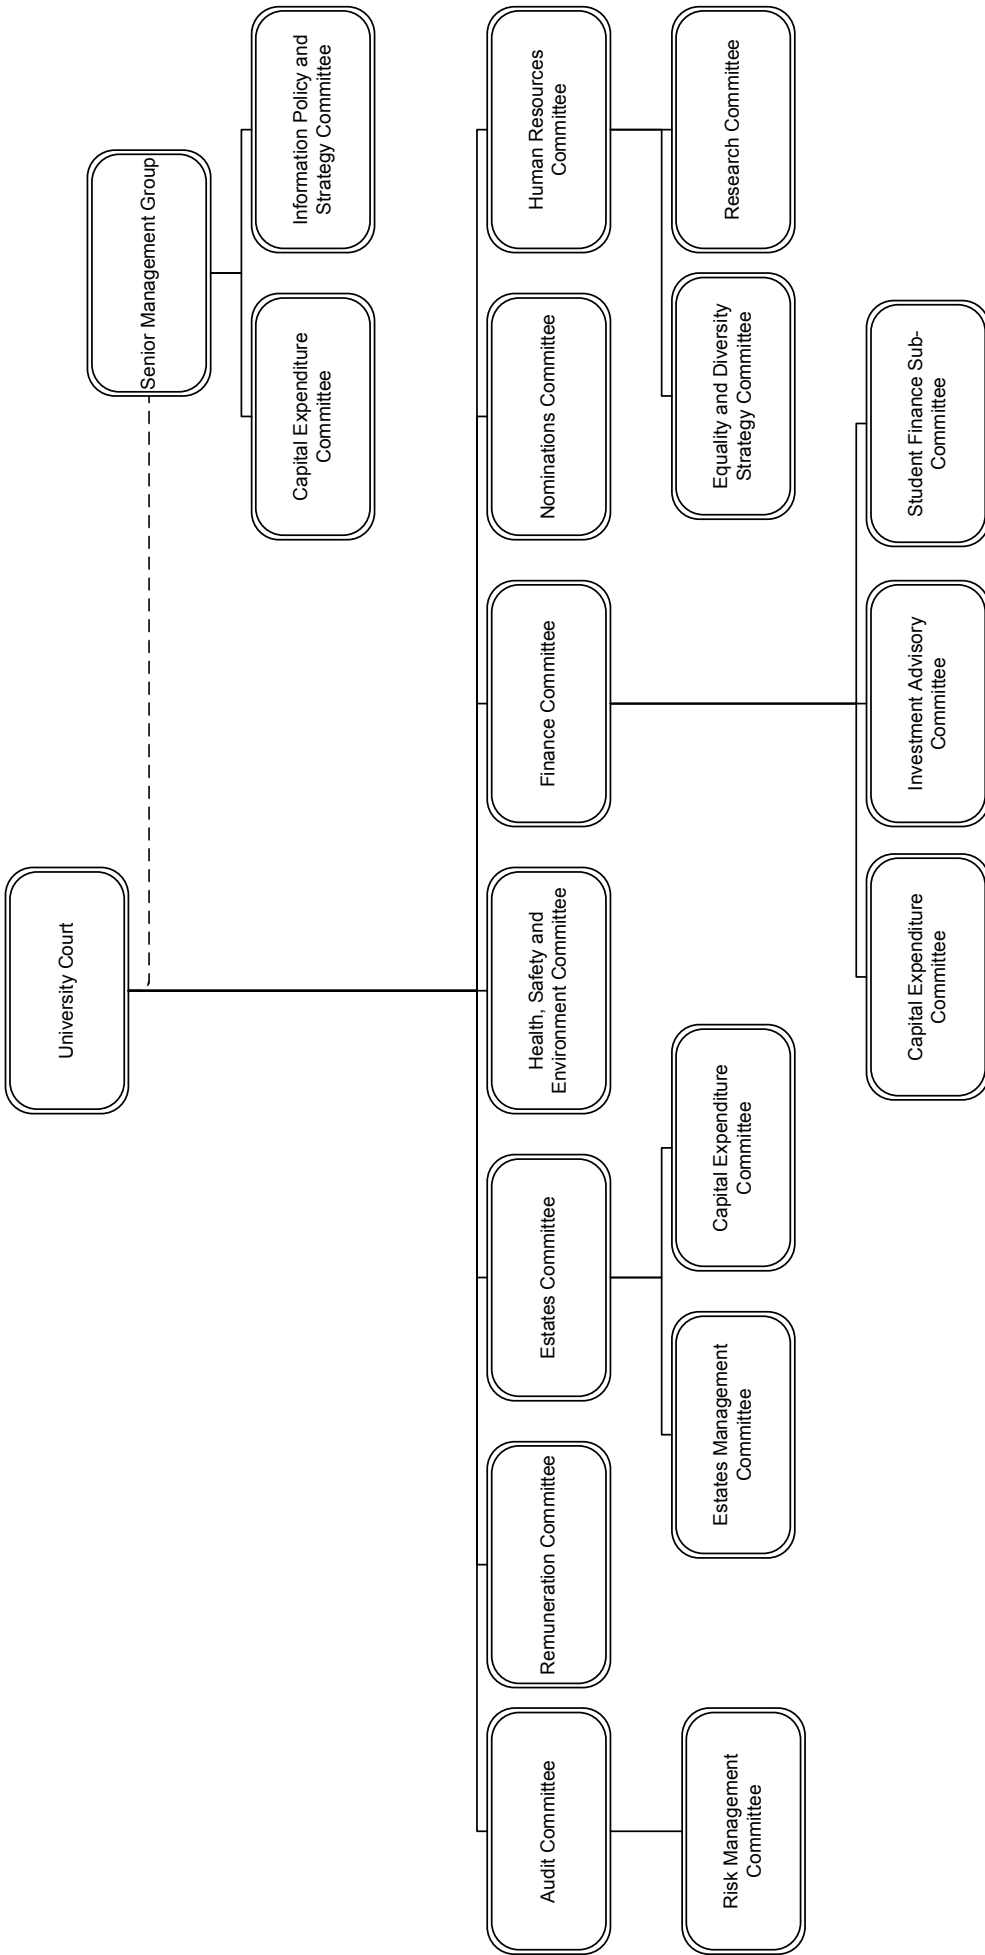 University Court
Senior Management Group
Capital Expenditure
Committee
Information Policy and
Strategy Committee
Audit Committee
Remuneration Committee
Estates Committee
Health, Safety and
Environment Committee
Finance Committee
Nominations Committee
Human Resources
Committee
Risk Management
Committee
Estates Management
Committee
Capital Expenditure
Committee
Equality and Diversity
Strategy Committee
Research Committee
Capital Expenditure
Committee
Investment Advisory
Committee
Student Finance Sub-
Committee